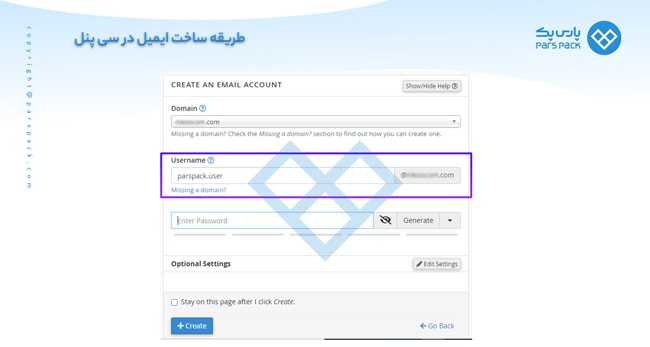 طریقه ساخت ایمیل در سی پنل
پارس پک
PARS PACK
copyright@parspack.com
CREATE AN EMAIL ACCOUNT
Show/Hide Help
Domain
.com
Missing a domain? Check the Missing a domain? section to find out how you can create one.
Username
parspack.user
@ .com
Missing a domain?
Enter Password
Generate
Optional Settings
Edit Settings
Stay on this page after I click Create.
+ Create
Go Back